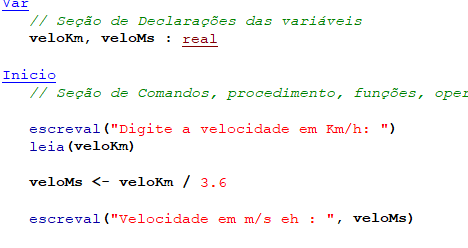 Var
// Seção de Declarações das variáveis
veloKm, veloMs : real
Inicio
// Seção de Comandos, procedimento, funções, oper
escreval("Digite a velocidade em Km/h: ")
leia(veloKm)
veloMs <- veloKm / 3.6
escreval("Velocidade em m/s eh : ", veloMs)